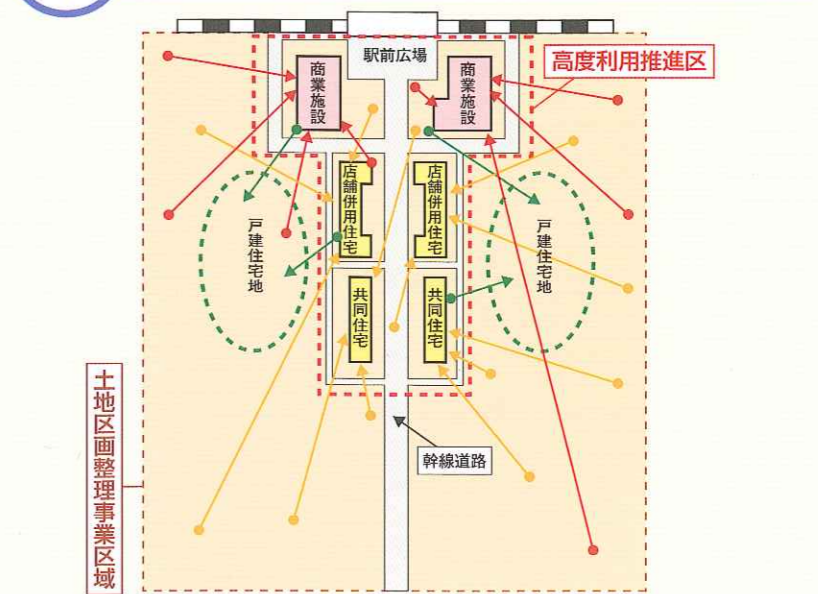 駅前広場
高度利用推進区
商業施設
商業施設
店舗併用住宅
店舗併用住宅
戸建住宅地
戸建住宅地
共同住宅
共同住宅
幹線道路
土地区画整理事業区域